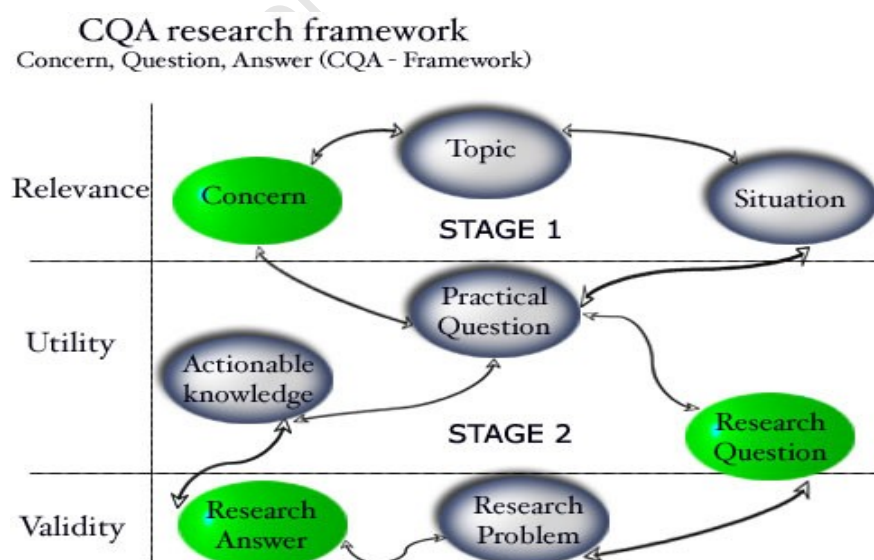 CQA research framework
Concern, Question, Answer (CQA - Framework)
Topic
Relevance
Concern
Situation
STAGE 1
Practical
Question
Utility
Actionable
knowledge
Research
Question
STAGE 2
Validity
Research
Answer
Research
Problem